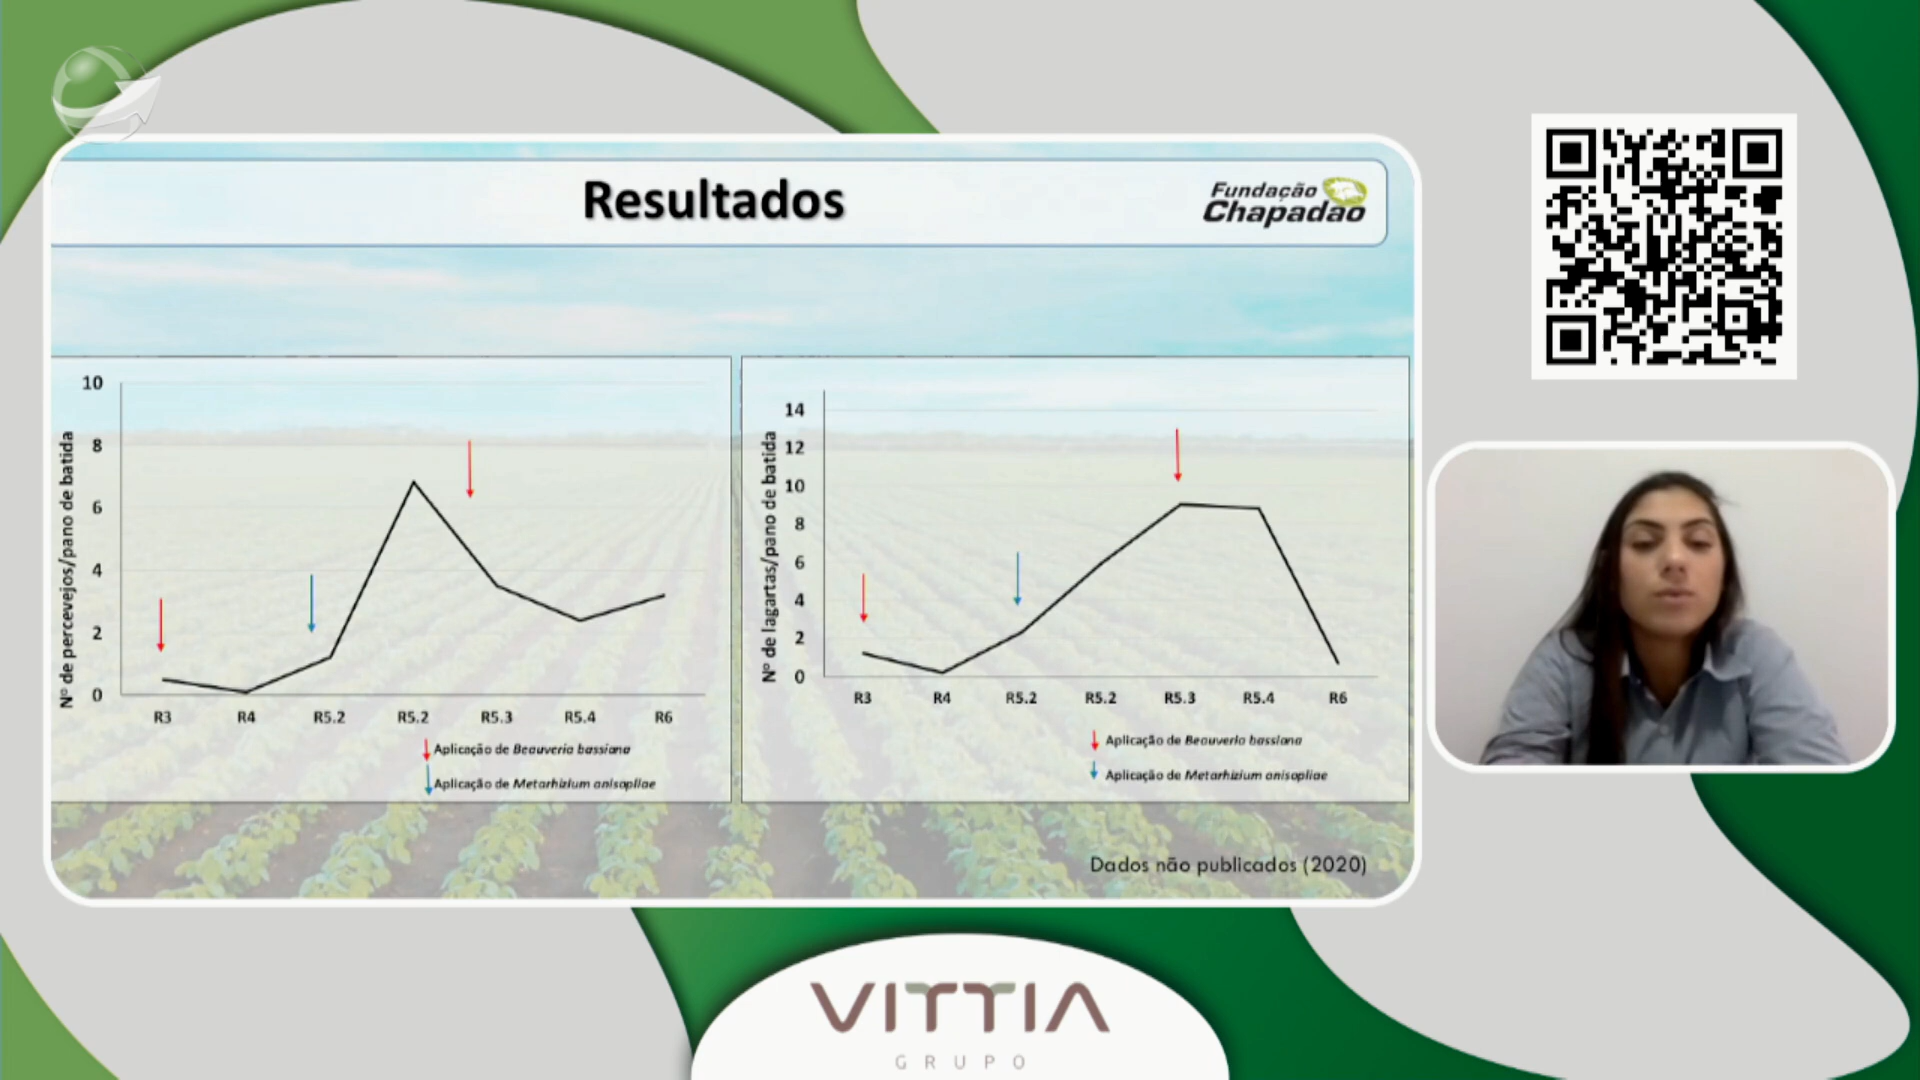 Resultados
Fundação
Chapadão
Nº de percevejos/pano de batida
10
8
6
4
2
0
R3 R4 R5.2 R5.2 R5.3 R5.4 R6
Aplicação de Beauveria bassiana
Aplicação de Metarhizium anisopliae
Nº de lagartas/pano de batida
14
12
10
8
6
4
2
0
R3 R4 R5.2 R5.2 R5.3 R5.4 R6
Aplicação de Beauveria bassiana
Aplicação de Metarhizium anisopliae
Dados não publicados (2020)
VITTIA
GRUPO